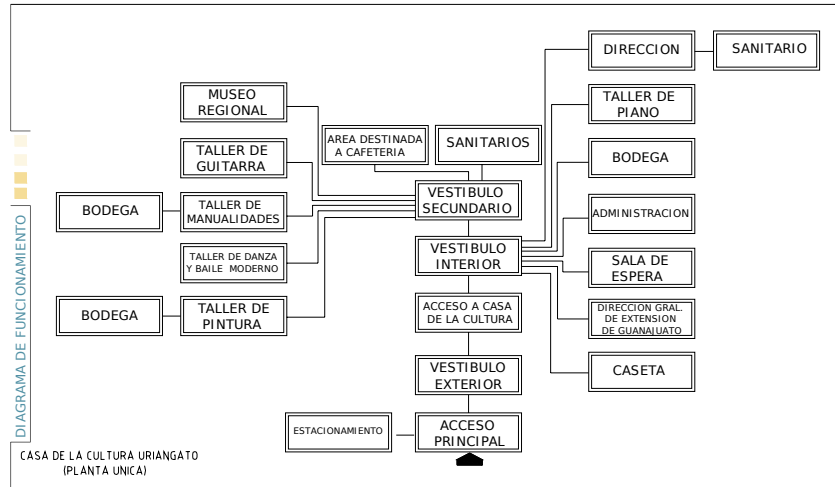 DIRECCION
SANITARIO
MUSEO
REGIONAL
TALLER DE
PIANO
AREA DESTINADA
A CAFETERIA
SANITARIOS
TALLER DE
GUITARRA
BODEGA
VESTIBULO
SECUNDARIO
BODEGA
TALLER DE
MANUALIDADES
ADMINISTRACION
TALLER DE DANZA
Y BAILE MODERNO
VESTIBULO
INTERIOR
SALA DE
ESPERA
BODEGA
TALLER DE
PINTURA
ACCESO A CASA
DE LA CULTURA
DIRECCION GRAL.
DE EXTENSION
DE GUANAJUATO
VESTIBULO
EXTERIOR
CASETA
ESTACIONAMIENTO
ACCESO
PRINCIPAL
DIAGRAMA DE FUNCIONAMIENTO
CASA DE LA CULTURA URIANGATO
(PLANTA UNICA)